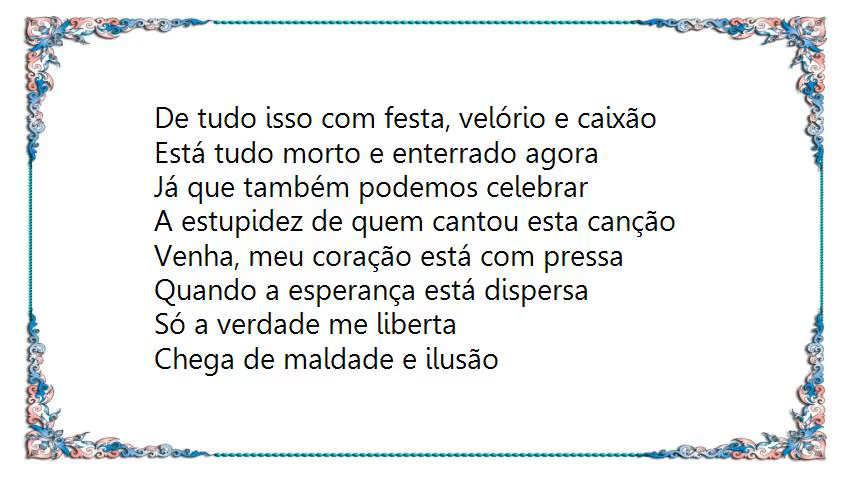 De tudo isso com festa, velório e caixão
Está tudo morto e enterrado agora
Já que também podemos celebrar
A estupidez de quem cantou esta canção
Venha, meu coração está com pressa
Quando a esperança está dispersa
Só a verdade me liberta
Chega de maldade e ilusão